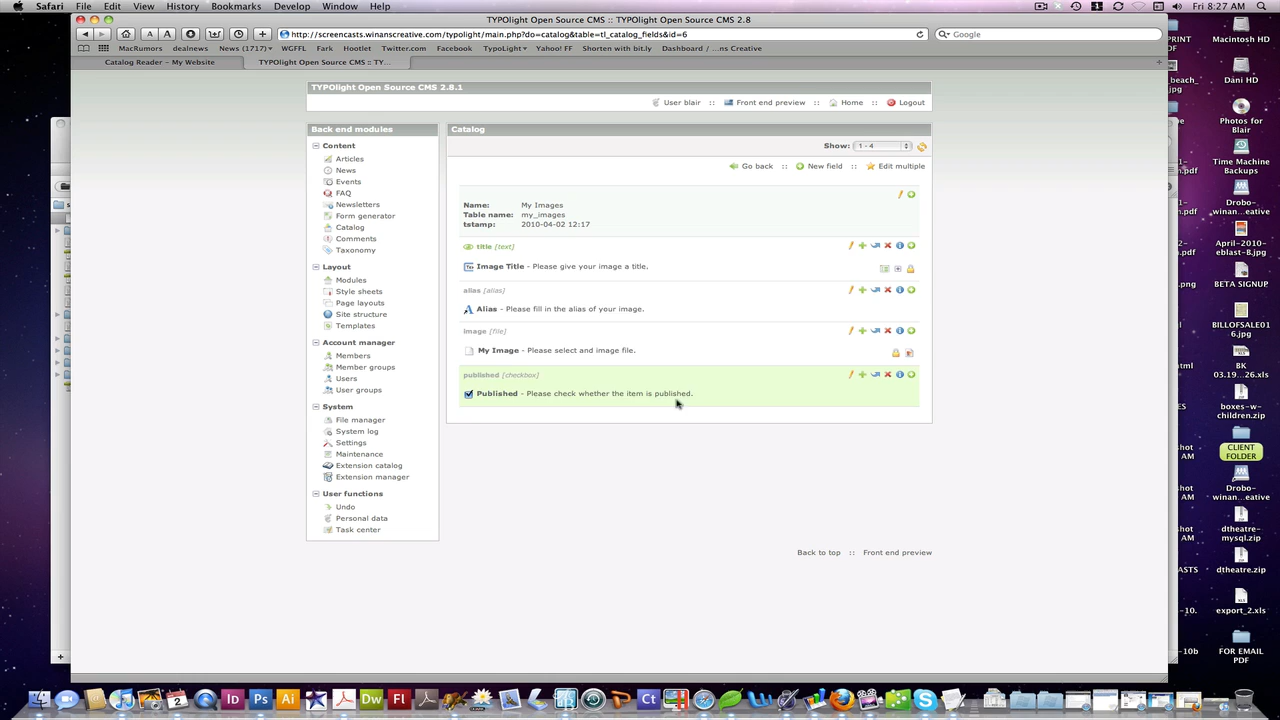 Safari File Edit View History Bookmarks Develop Window Help
Fri 8:27 AM
TYPOlight Open Source CMS :: TYPOlight Open Source CMS 2.8
http://screencasts.winanscreative.com/typolight/main.php?do=catalog&table=tl_catalog_fields&id=6
Google
MacRumors dealnews News (1717) WGFFL Fark Hootlet Twitter.com Facebook TYPOLight Yahoo! FF Shorten with bit.ly Dashboard / ...ns Creative
Catalog Reader – My Website
TYPOlight Open Source CMS :: TY...
TYPOlight Open Source CMS 2.8.1
User blair :: Front end preview :: Home :: Logout
Back end modules
Content
Articles
News
Events
FAQ
Newsletters
Form generator
Catalog
Comments
Taxonomy
Layout
Modules
Style sheets
Page layouts
Site structure
Templates
Account manager
Members
Member groups
Users
User groups
System
File manager
System log
Settings
Maintenance
Extension catalog
Extension manager
User functions
Undo
Personal data
Task center
Catalog
Show: 1 - 4
Go back :: New field :: Edit multiple
Name: My Images
Table name: my_images
tstamp: 2010-04-02 12:17
title [text]
Image Title - Please give your image a title.
alias [alias]
Alias - Please fill in the alias of your image.
image [file]
My Image - Please select and image file.
published [checkbox]
Published - Please check whether the item is published.
Back to top :: Front end preview
Macintosh HD
Dani HD
Photos for Blair
Time Machine Backups
Drobo-winan...eative
April-2010-eblast-B.jpg
BETA SIGNUP
BILLOFSALE016.jpg
BK 03.19...26.xls
boxes-w-children.zip
CLIENT FOLDER
Drobo-winan...eative
dtheatre-mysql.zip
dtheatre.zip
export_2.xls
FOR EMAIL PDF